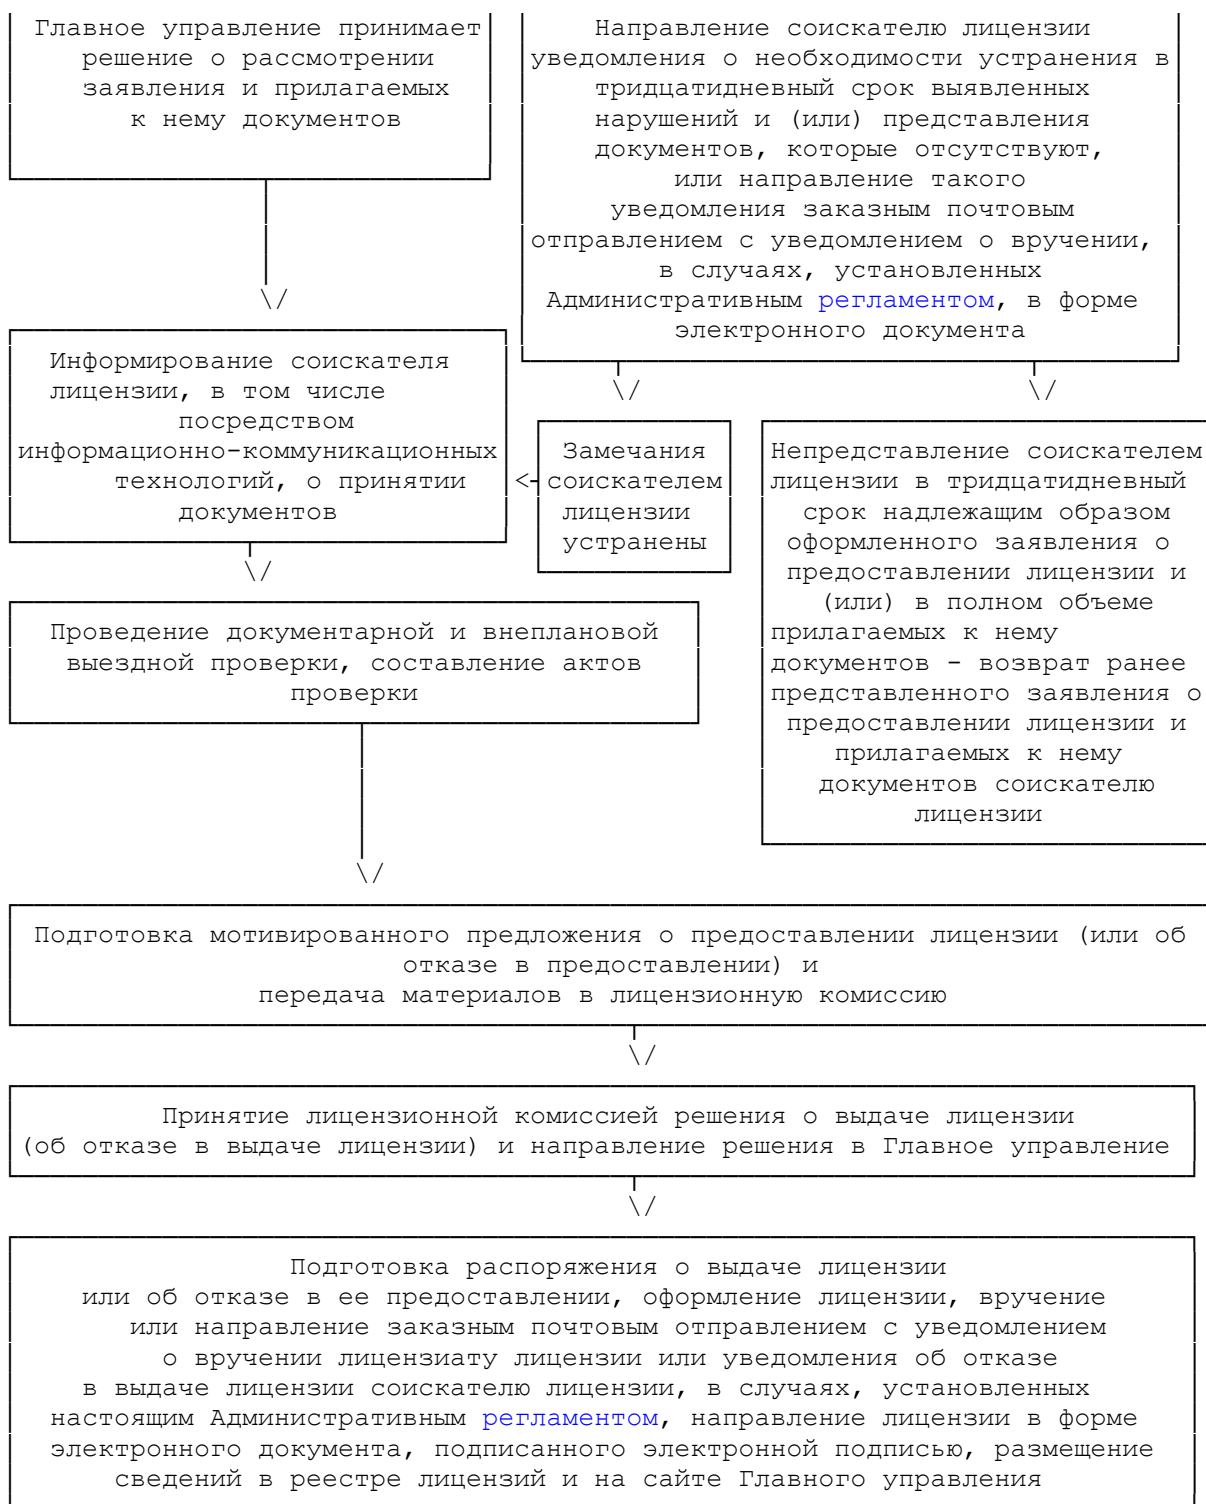 Главное управление принимает
решение о рассмотрении
заявления и прилагаемых
к нему документов
Направление соискателю лицензии
уведомления о необходимости устранения в
тридцатидневный срок выявленных
нарушений и (или) представления
документов, которые отсутствуют,
или направление такого
уведомления заказным почтовым
отправлением с уведомлением о вручении,
в случаях, установленных
Административным регламентом, в форме
электронного документа
Информирование соискателя
лицензии, в том числе
посредством
информационно-коммуникационных
технологий, о принятии
документов
Замечания
соискателем
лицензии
устранены
Непредставление соискателем
лицензии в тридцатидневный
срок надлежащим образом
оформленного заявления о
предоставлении лицензии и
(или) в полном объеме
прилагаемых к нему
документов - возврат ранее
представленного заявления о
предоставлении лицензии и
прилагаемых к нему
документов соискателю
лицензии
Проведение документарной и внеплановой
выездной проверки, составление актов
проверки
Подготовка мотивированного предложения о предоставлении лицензии (или об
отказе в предоставлении) и
передача материалов в лицензионную комиссию
Принятие лицензионной комиссией решения о выдаче лицензии
(об отказе в выдаче лицензии) и направление решения в Главное управление
Подготовка распоряжения о выдаче лицензии
или об отказе в ее предоставлении, оформление лицензии, вручение
или направление заказным почтовым отправлением с уведомлением
о вручении лицензиату лицензии или уведомления об отказе
в выдаче лицензии соискателю лицензии, в случаях, установленных
настоящим Административным регламентом, направление лицензии в форме
электронного документа, подписанного электронной подписью, размещение
сведений в реестре лицензий и на сайте Главного управления